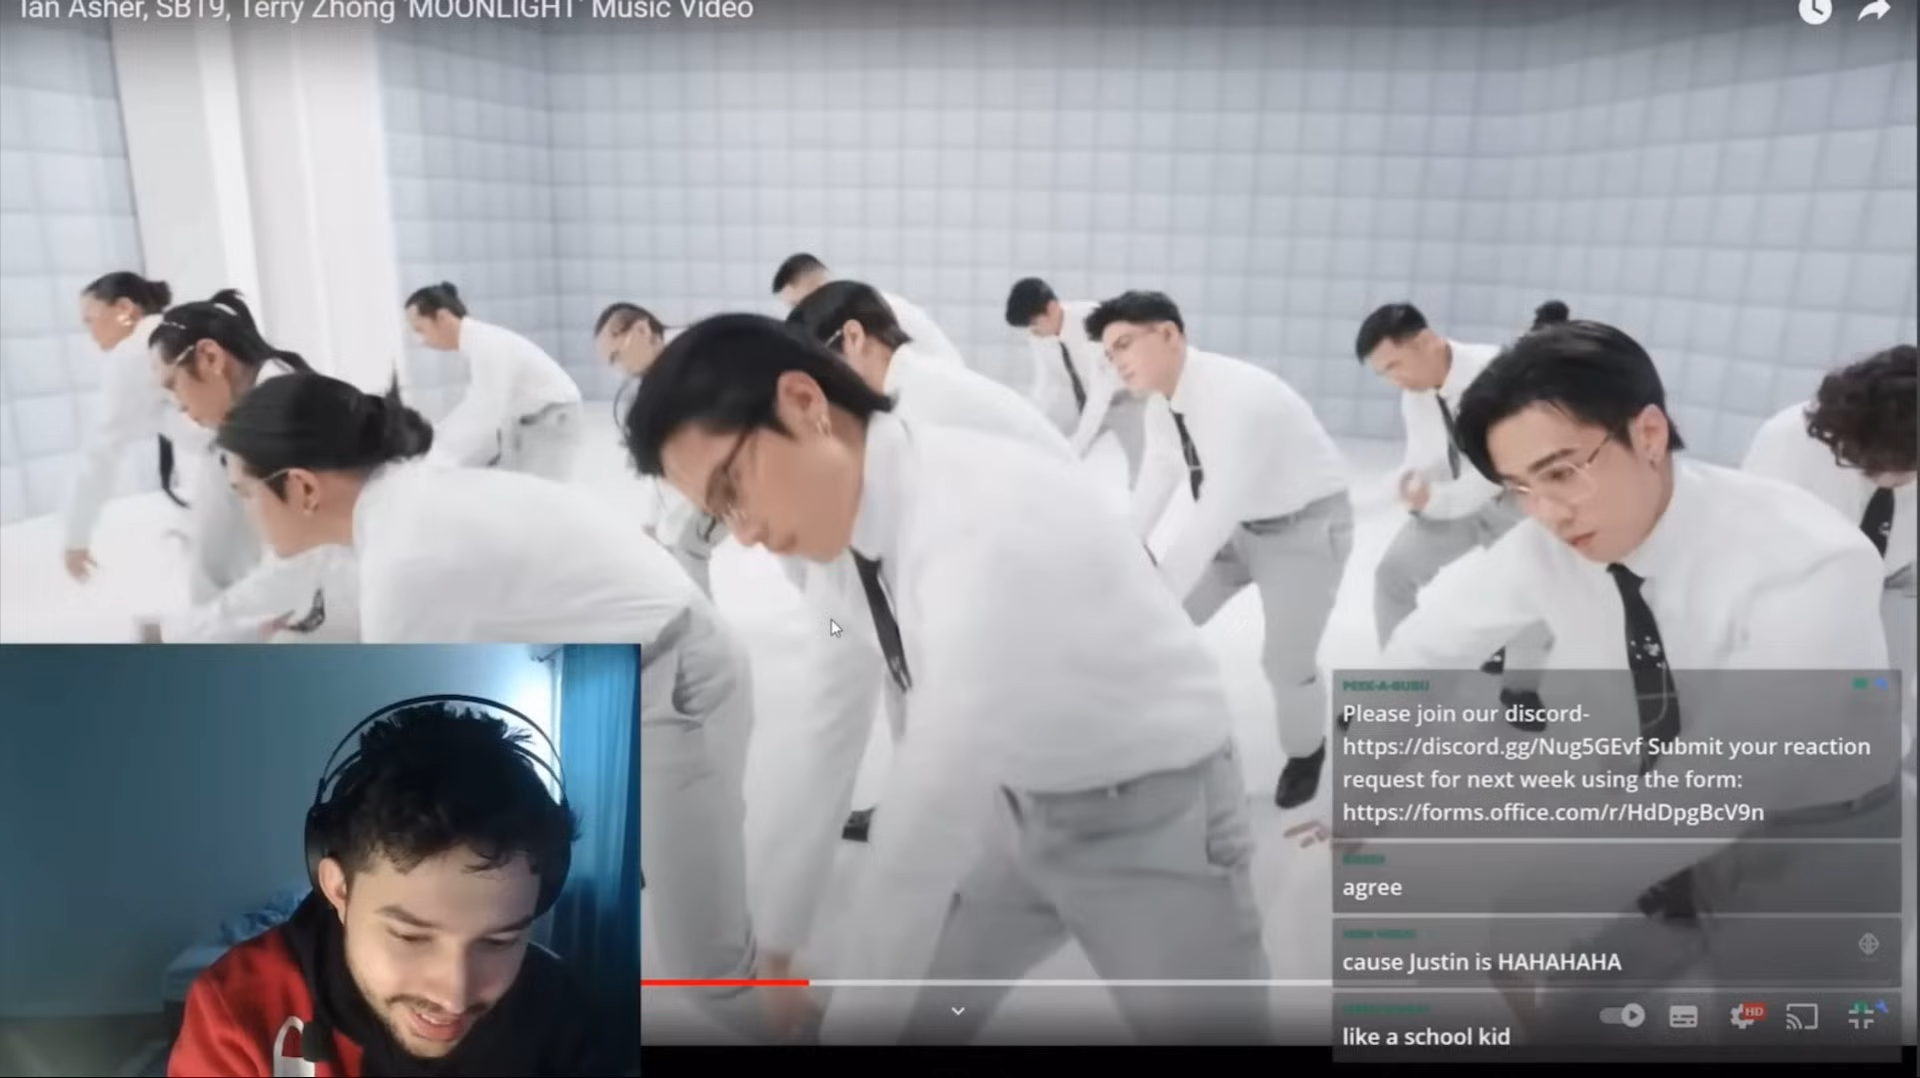 Ian Asher, SB19, Terry Zhong 'MOONLIGHT' Music Video
Please join our discord-
https://discord.gg/Nug5GEvf Submit your reaction
request for next week using the form:
https://forms.office.com/r/HdDpgBcV9n
agree
cause Justin is HAHAHAHA
HD
like a school kid